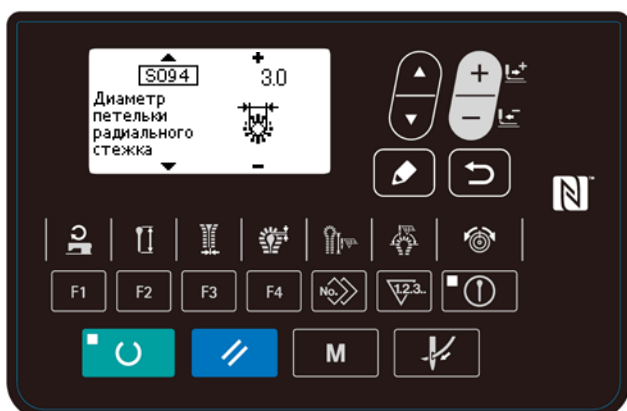 S094
+
3.0
Диаметр
петельки
радиального
стежка
−
+
−
F1
F2
F3
F4
No.
1.2.3..
M